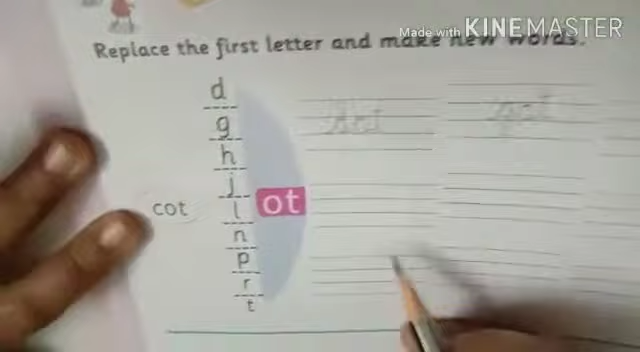 Made with KINEMASTER
Replace the first letter and make new words.
d
g
h
j
cot l ot
n
p
r
t